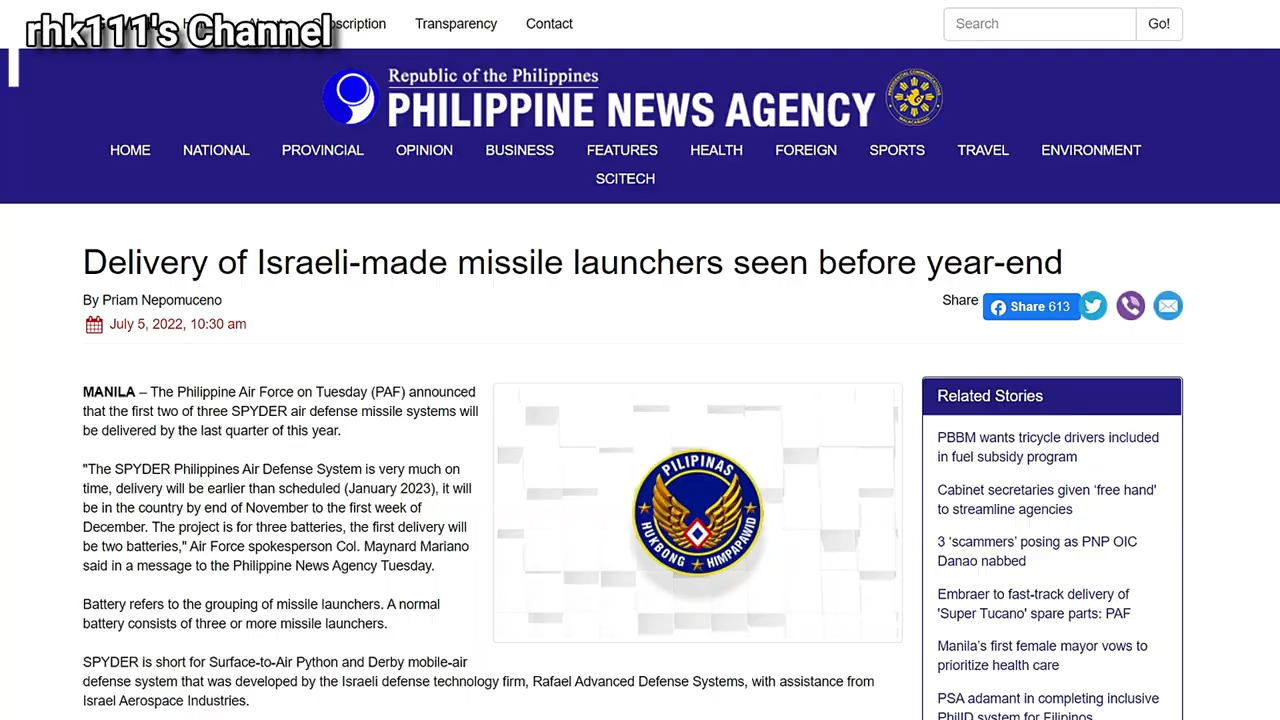 rhk111's Channel
Subscription Transparency Contact
Search Go!
Republic of the Philippines
PHILIPPINE NEWS AGENCY
HOME NATIONAL PROVINCIAL OPINION BUSINESS FEATURES HEALTH FOREIGN SPORTS TRAVEL ENVIRONMENT
SCITECH
Delivery of Israeli-made missile launchers seen before year-end
By Priam Nepomuceno
Share Share 613
July 5, 2022, 10:30 am
MANILA – The Philippine Air Force on Tuesday (PAF) announced
that the first two of three SPYDER air defense missile systems will
be delivered by the last quarter of this year.
"The SPYDER Philippines Air Defense System is very much on
time, delivery will be earlier than scheduled (January 2023), it will
be in the country by end of November to the first week of
December. The project is for three batteries, the first delivery will
be two batteries," Air Force spokesperson Col. Maynard Mariano
said in a message to the Philippine News Agency Tuesday.
Battery refers to the grouping of missile launchers. A normal
battery consists of three or more missile launchers.
SPYDER is short for Surface-to-Air Python and Derby mobile-air
defense system that was developed by the Israeli defense technology firm, Rafael Advanced Defense Systems, with assistance from
Israel Aerospace Industries.
PILIPINAS
HUKBONG HIMPAPAWID
Related Stories
PBBM wants tricycle drivers included
in fuel subsidy program
Cabinet secretaries given ‘free hand’
to streamline agencies
3 ‘scammers’ posing as PNP OIC
Danao nabbed
Embraer to fast-track delivery of
'Super Tucano' spare parts: PAF
Manila’s first female mayor vows to
prioritize health care
PSA adamant in completing inclusive
PhilID system for Filipinos